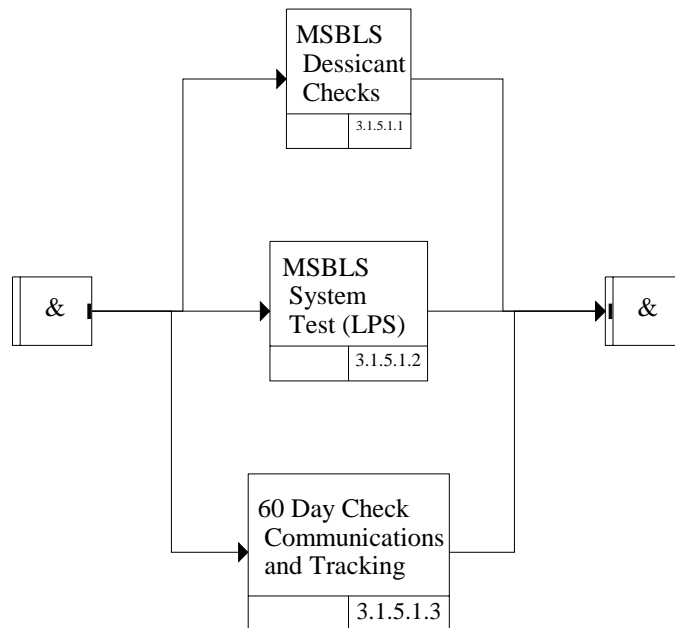 MSBLS
Dessicant
Checks
3.1.5.1.1
&
MSBLS
System
Test (LPS)
3.1.5.1.2
&
60 Day Check
Communications
and Tracking
3.1.5.1.3